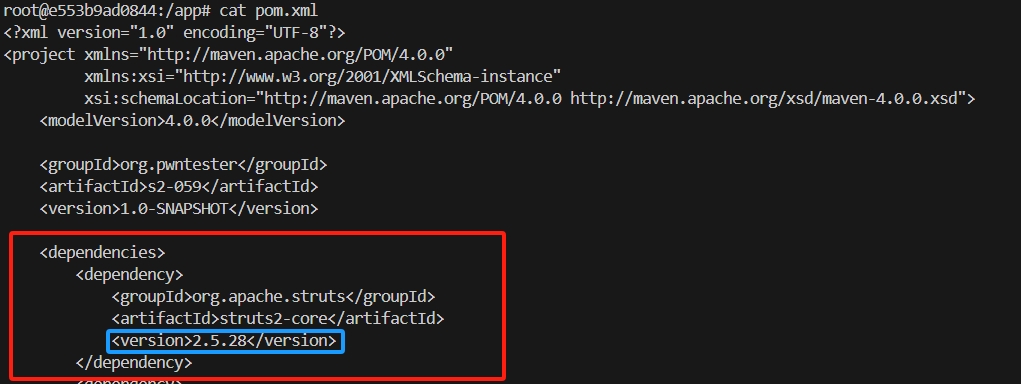 root@e553b9ad0844:/app# cat pom.xml
<?xml version="1.0" encoding="UTF-8"?>
<project xmlns="http://maven.apache.org/POM/4.0.0"
xmlns:xsi="http://www.w3.org/2001/XMLSchema-instance"
xsi:schemaLocation="http://maven.apache.org/POM/4.0.0 http://maven.apache.org/xsd/maven-4.0.0.xsd">
<modelVersion>4.0.0</modelVersion>
<groupId>org.pwntester</groupId>
<artifactId>s2-059</artifactId>
<version>1.0-SNAPSHOT</version>
<dependencies>
<dependency>
<groupId>org.apache.struts</groupId>
<artifactId>struts2-core</artifactId>
<version>2.5.28</version>
</dependency>
<dependency>